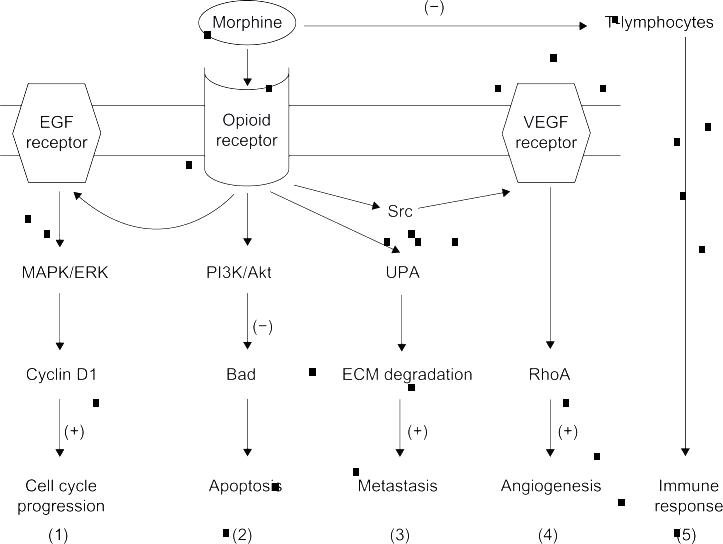 (−)
Morphine
T-lymphocytes
EGF
receptor
Opioid
receptor
VEGF
receptor
Src
MAPK/ERK
PI3K/Akt
UPA
(−)
Cyclin D1
Bad
ECM degradation
RhoA
(+)
(+)
(+)
Cell cycle
progression
Apoptosis
Metastasis
Angiogenesis
Immune
response
(1)
(2)
(3)
(4)
(5)